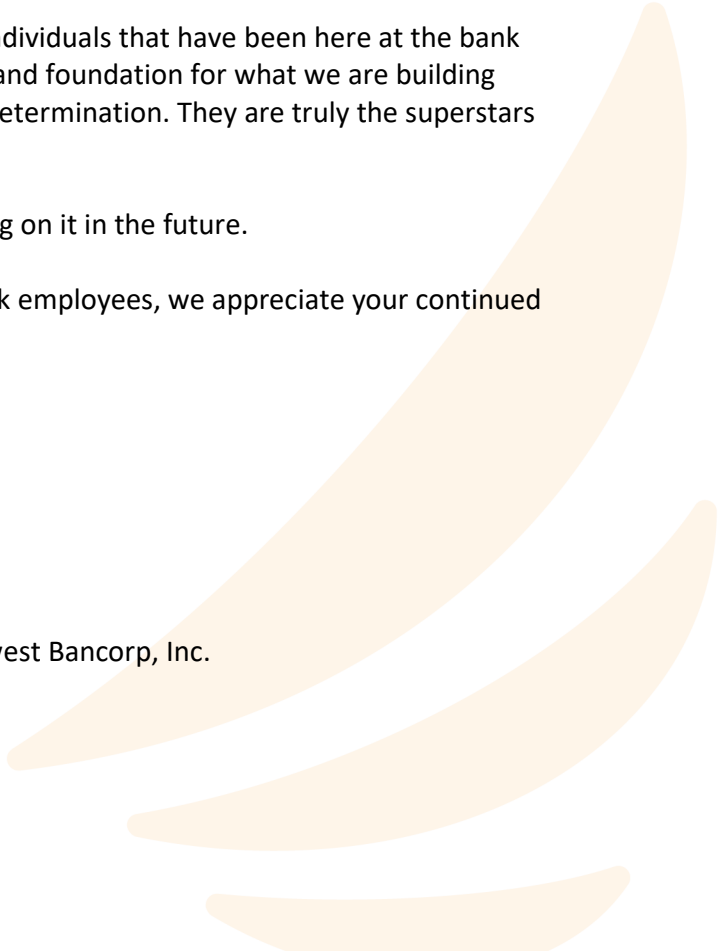 dividuals that have been here at the bank
and foundation for what we are building
etermination. They are truly the superstars
g on it in the future.
k employees, we appreciate your continued
est Bancorp, Inc.